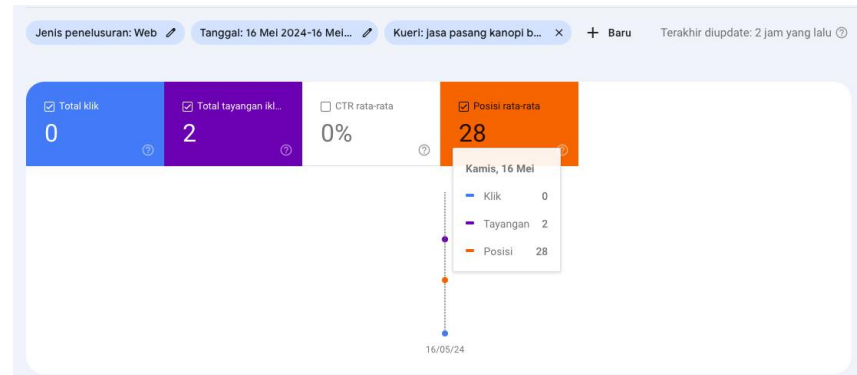 Jenis penelusuran: Web
Tanggal: 16 Mei 2024-16 Mei...
Kueri: jasa pasang kanopi b...
+ Baru
Terakhir diupdate: 2 jam yang lalu
Total klik
0
Total tayangan ikl...
2
CTR rata-rata
0%
Posisi rata-rata
28
Kamis, 16 Mei
Klik 0
Tayangan 2
Posisi 28
16/05/24